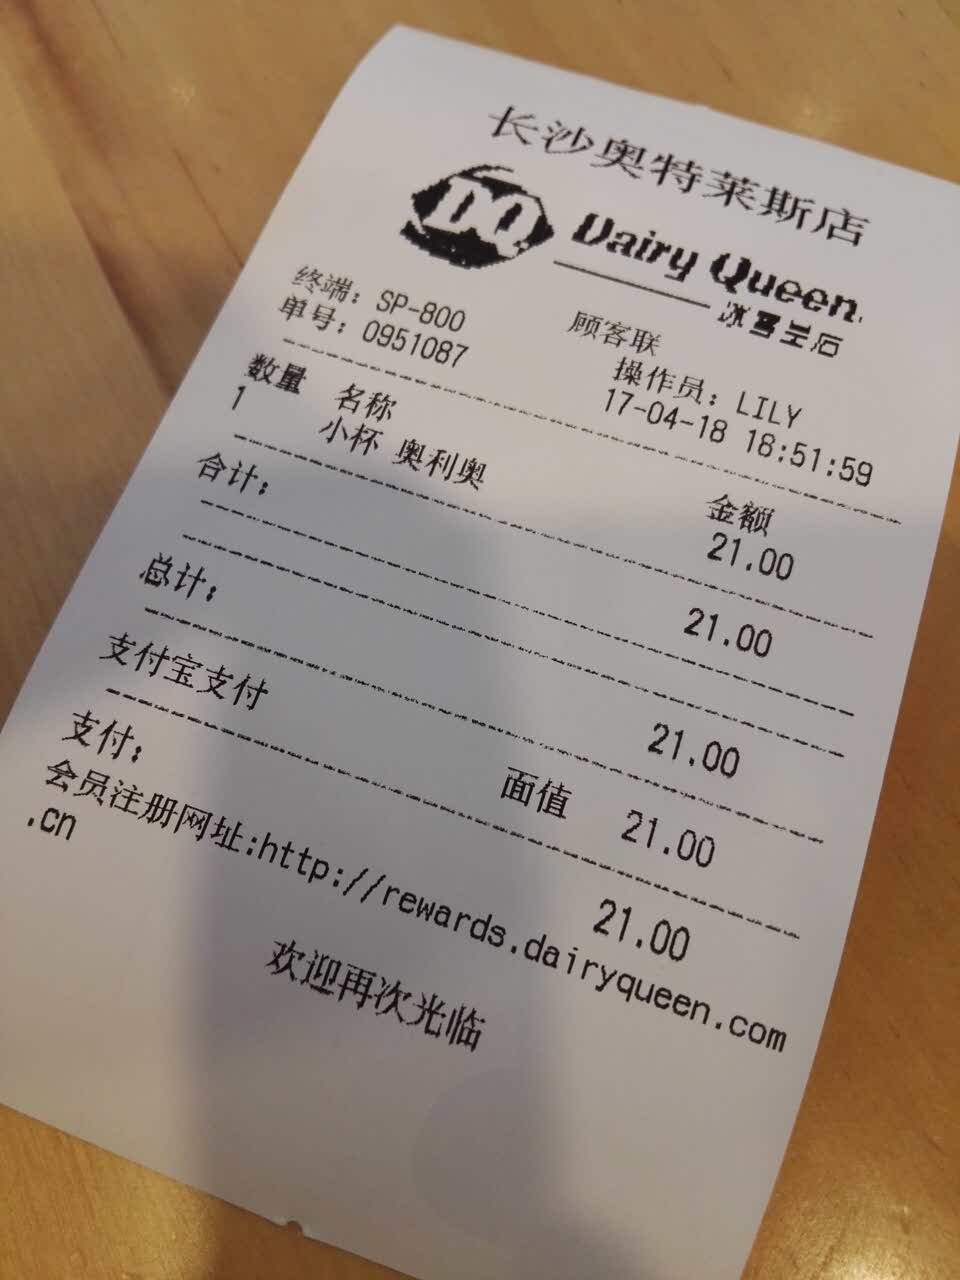 长沙奥特莱斯店
DQ Dairy Queen.
冰雪皇后
顾客联
终端: SP-800 操作员: LILY
单号: 0951087 17-04-18 18:51:59
数量 名称 金额
1 小杯 奥利奥 21.00
合计: 21.00
总计: 21.00
支付宝支付 面值 21.00
支付: 21.00
会员注册网址:http://rewards.dairyqueen.com
.cn
欢迎再次光临